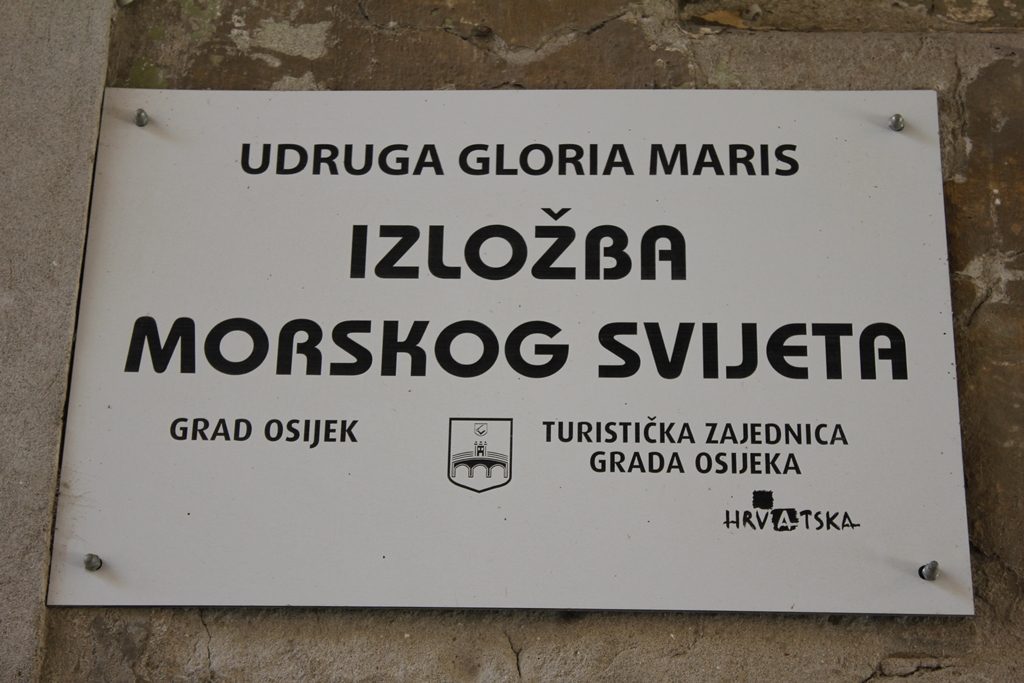 UDRUGA GLORIA MARIS
IZLOŽBA
MORSKOG SVIJETA
GRAD OSIJEK
TURISTIČKA ZAJEDNICA
GRADA OSIJEKA
HRVATSKA